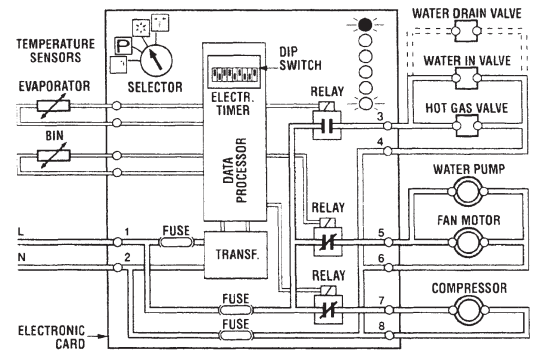 WATER DRAIN VALVE
TEMPERATURE
SENSORS
P
DIP
SWITCH
WATER IN VALVE
EVAPORATOR
SELECTOR
ELECTR.
TIMER
RELAY
HOT GAS VALVE
3
BIN
4
DATA
PROCESSOR
WATER PUMP
RELAY
FAN MOTOR
L
1
FUSE
5
N
2
TRANSF.
6
RELAY
COMPRESSOR
FUSE
7
ELECTRONIC
CARD
FUSE
8